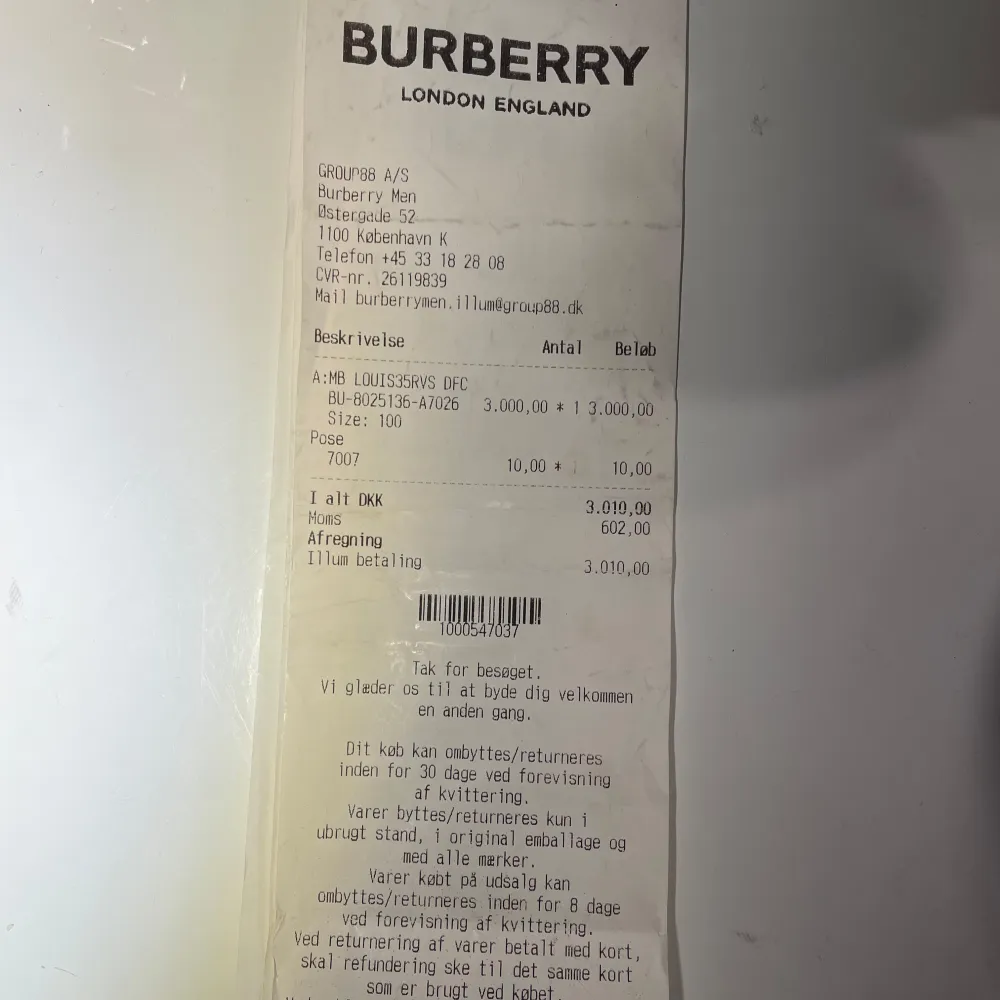 BURBERRY
LONDON ENGLAND
GROUP88 A/S
Burberry Men
Østergade 52
1100 København K
Telefon +45 33 18 28 08
CVR-nr. 26119839
Mail burberrymen.illum@group88.dk
Beskrivelse Antal Beløb
A:MB LOUIS35RVS DFC
BU-8025136-A7026 3.000,00 * 1 3.000,00
Size: 100
Pose
7007 10,00 * 1 10,00
I alt DKK 3.010,00
Moms 602,00
Afregning
Illum betaling 3.010,00
1000547037
Tak for besøget.
Vi glæder os til at byde dig velkommen
en anden gang.
Dit køb kan ombyttes/returneres
inden for 30 dage ved forevisning
af kvittering.
Varer byttes/returneres kun i
ubrugt stand, i original emballage og
med alle mærker.
Varer købt på udsalg kan
ombyttes/returneres inden for 8 dage
ved forevisning af kvittering.
Ved returnering af varer betalt med kort,
skal refundering ske til det samme kort
som er brugt ved købet.